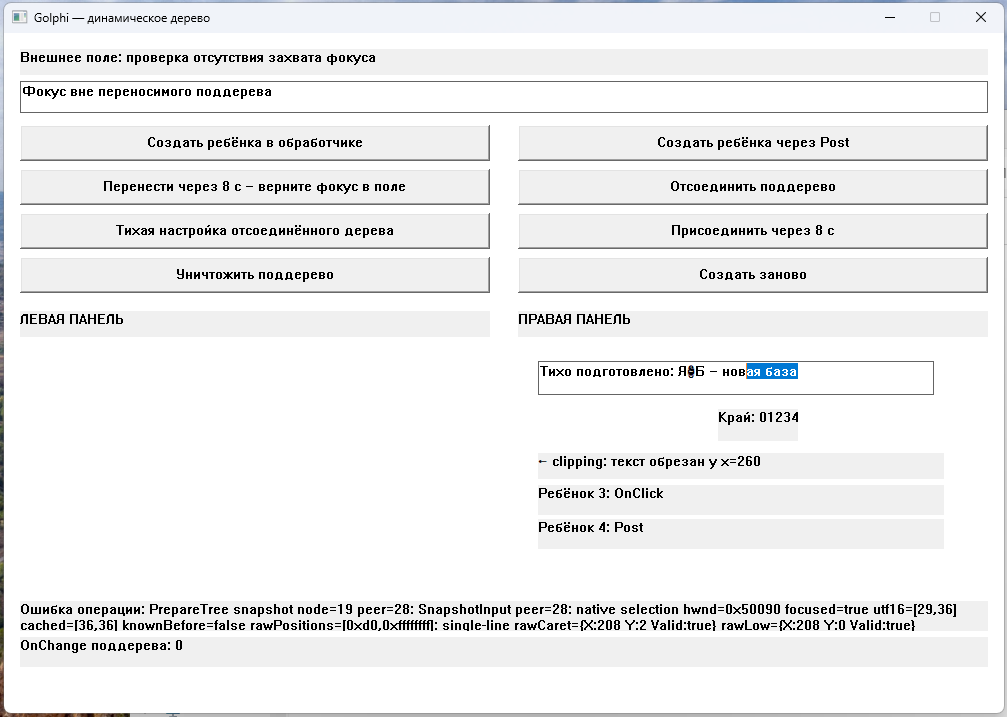 Golphi — динамическое дерево
Внешнее поле: проверка отсутствия захвата фокуса
Фокус вне переносимого поддерева
Создать ребёнка в обработчике
Создать ребёнка через Post
Перенести через 8 с – верните фокус в поле
Отсоединить поддерево
Тихая настройка отсоединённого дерева
Присоединить через 8 с
Уничтожить поддерево
Создать заново
ЛЕВАЯ ПАНЕЛЬ
ПРАВАЯ ПАНЕЛЬ
Тихо подготовлено: – новая база
Край: 01234
← clipping: текст обрезан у x=260
Ребёнок 3: OnClick
Ребёнок 4: Post
Ошибка операции: PrepareTree snapshot node=19 peer=28: SnapshotInput peer=28: native selection hwnd=0x50090 focused=true utf16=[29,36]
cached=[36,36] knownBefore=false rawPositions=[0xd0,0xffffffff]: single-line rawCaret={X:208 Y:2 Valid:true} rawLow={X:208 Y:0 Valid:true}
OnChange поддерева: 0